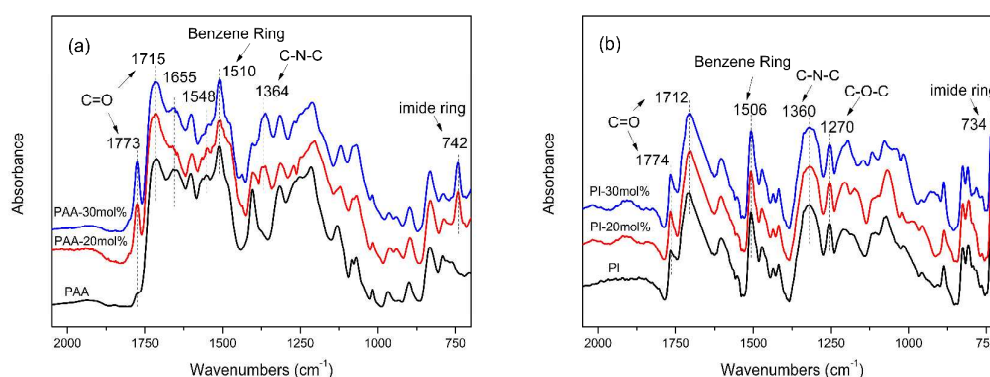 (a)
Benzene Ring
1715
1655
1548
1510
C-N-C
1364
C=O
1773
imide ring
742
PAA-30mol%
PAA-20mol%
PAA
Absorbance
2000 1750 1500 1250 1000 750
Wavenumbers (cm-1)
(b)
Benzene Ring
C-N-C
1712
1506
1360
C-O-C
1270
C=O
1774
imide ring
734
PI-30mol%
PI-20mol%
PI
Absorbance
2000 1750 1500 1250 1000 750
Wavenumbers (cm-1)